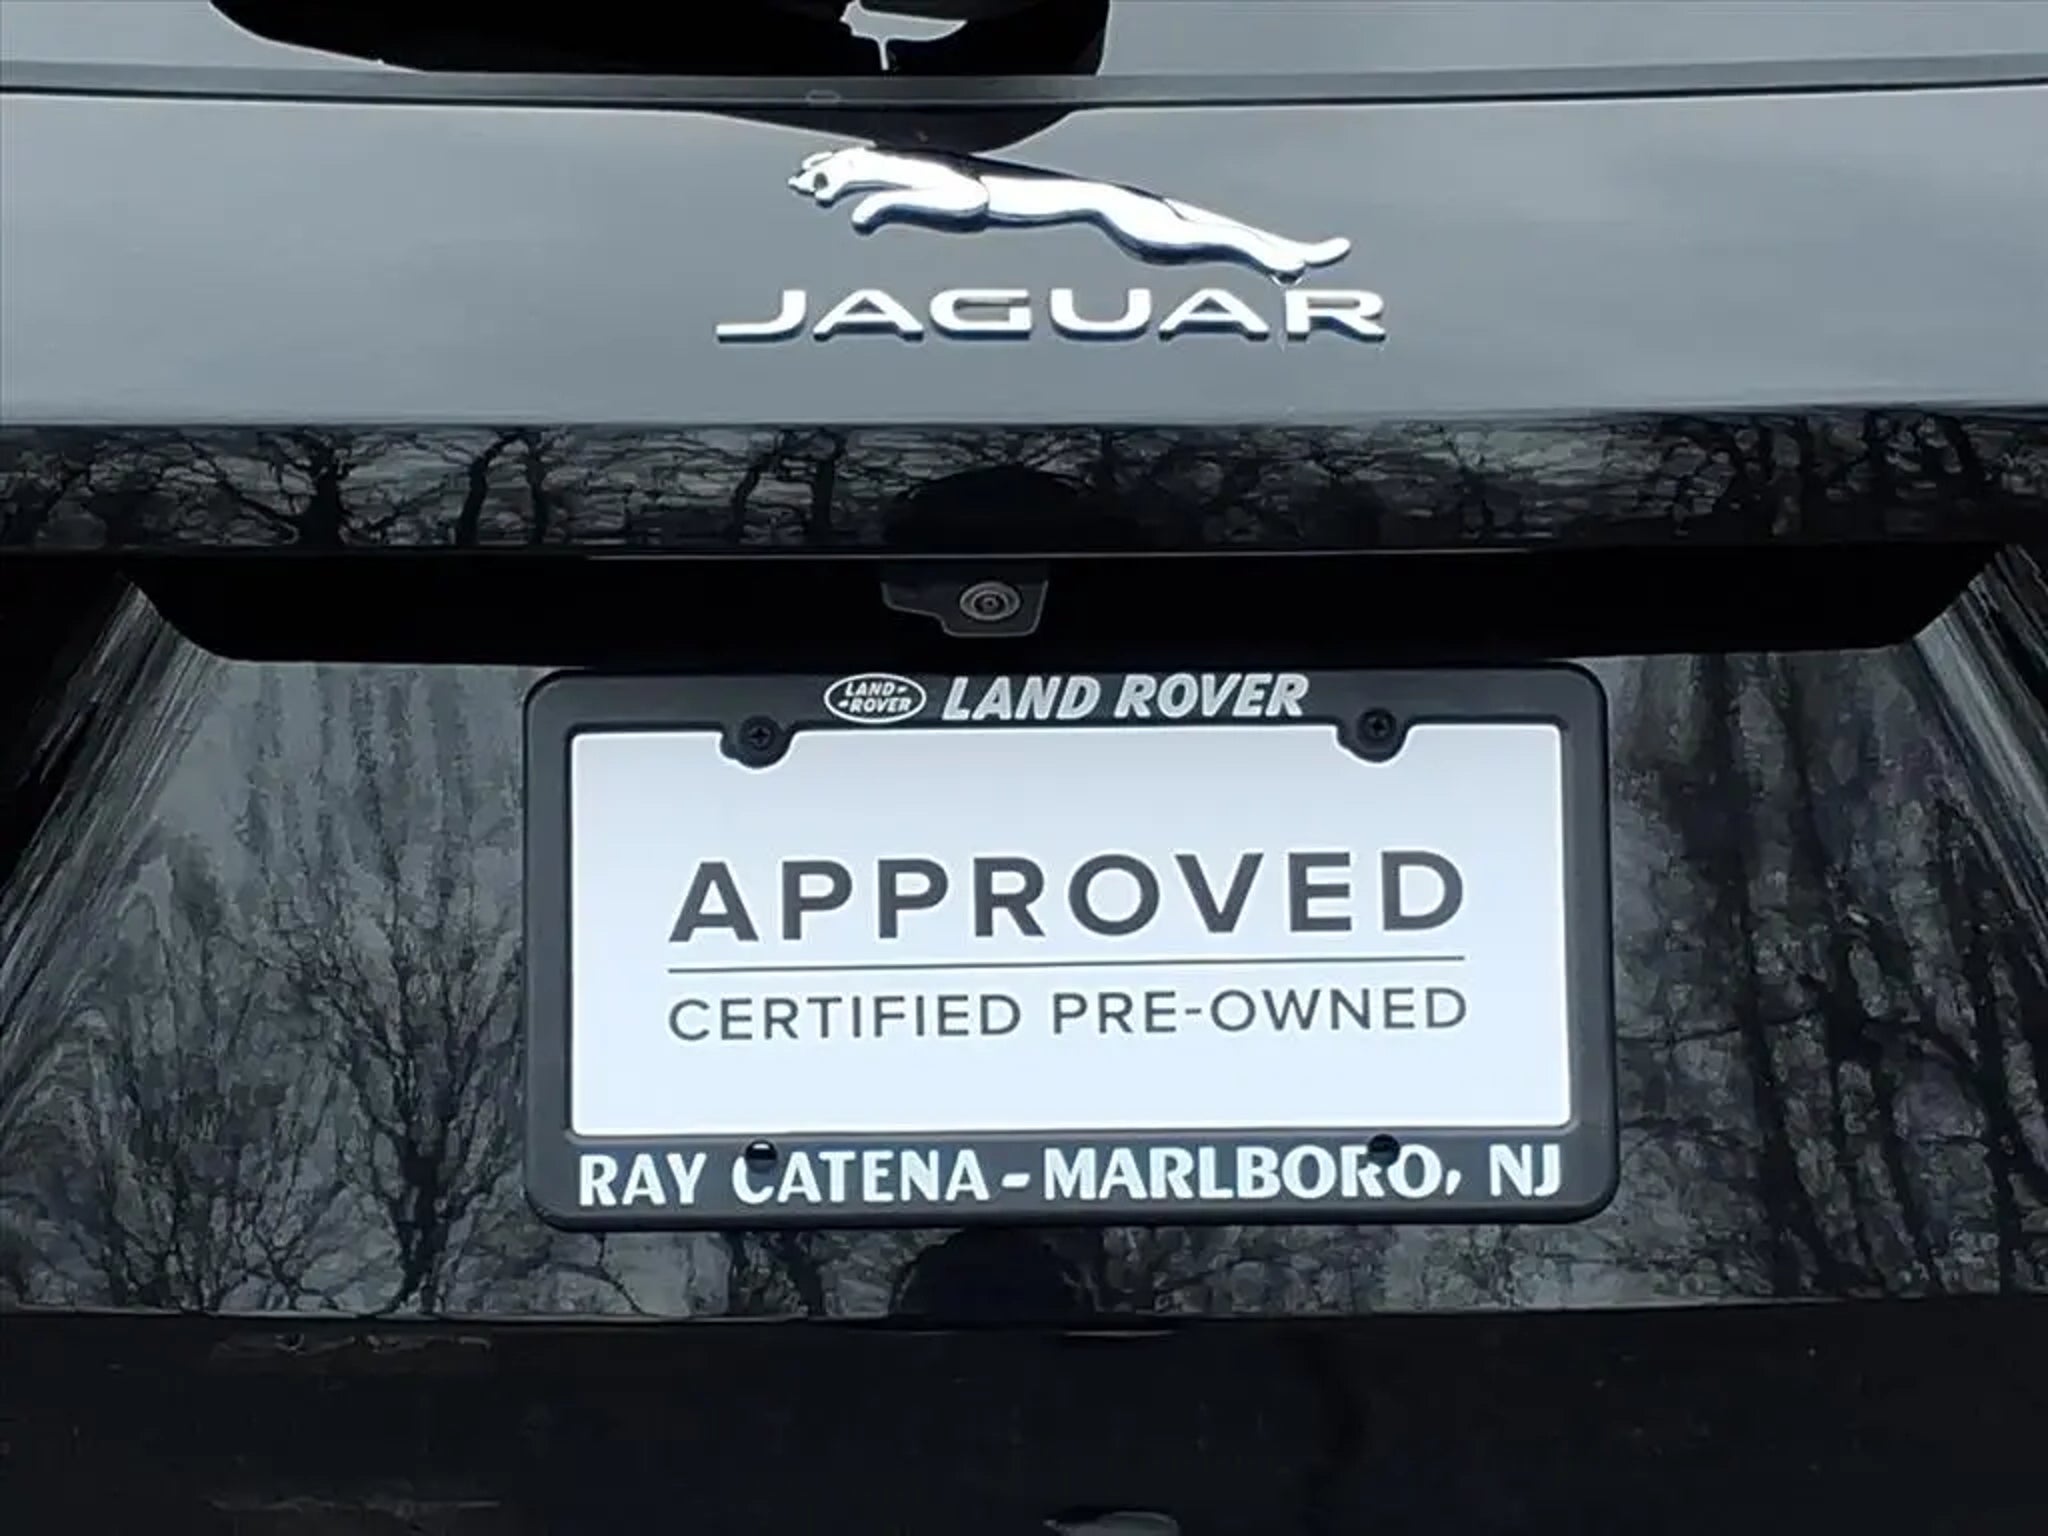 JAGUAR
LAND-
-ROVER
LAND ROVER
APPROVED
CERTIFIED PRE-OWNED
RAY CATENA - MARLBORO, NJ